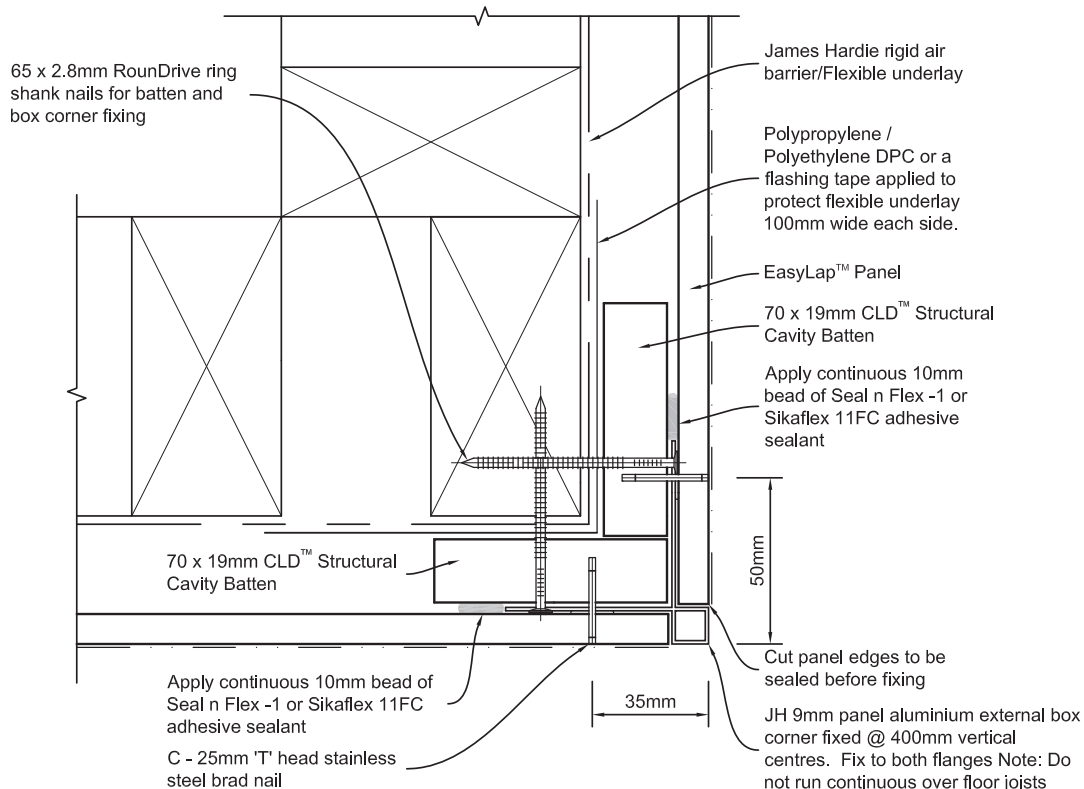 65 x 2.8mm RounDrive ring
shank nails for batten and
box corner fixing
James Hardie rigid air
barrier/Flexible underlay
Polypropylene /
Polyethylene DPC or a
flashing tape applied to
protect flexible underlay
100mm wide each side.
EasyLap™ Panel
70 x 19mm CLD™ Structural
Cavity Batten
Apply continuous 10mm
bead of Seal n Flex -1 or
Sikaflex 11FC adhesive
sealant
70 x 19mm CLD™ Structural
Cavity Batten
50mm
Cut panel edges to be
sealed before fixing
35mm
Apply continuous 10mm bead of
Seal n Flex -1 or Sikaflex 11FC
adhesive sealant
C - 25mm 'T' head stainless
steel brad nail
JH 9mm panel aluminium external box
corner fixed @ 400mm vertical
centres. Fix to both flanges Note: Do
not run continuous over floor joists